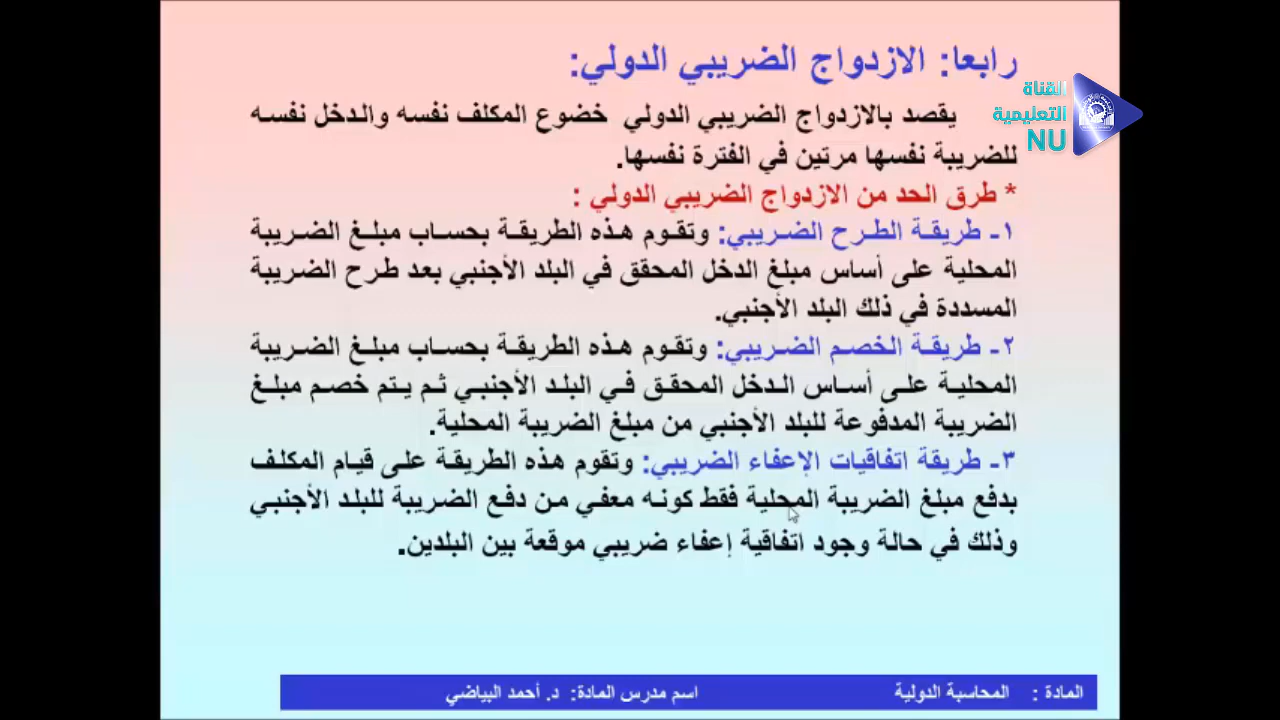 رابعا: الازدواج الضريبي الدولي:
القناة
التعليمية
NU
يقصد بالازدواج الضريبي الدولي خضوع المكلف نفسه والدخل نفسه
للضريبة نفسها مرتين في الفترة نفسها.
* طرق الحد من الازدواج الضريبي الدولي :
١- طريقة الطرح الضريبي: وتقوم هذه الطريقة بحساب مبلغ الضريبة
المحلية على أساس مبلغ الدخل المحقق في البلد الأجنبي بعد طرح الضريبة
المسددة في ذلك البلد الأجنبي.
٢- طريقة الخصم الضريبي: وتقوم هذه الطريقة بحساب مبلغ الضريبة
المحلية على أساس الدخل المحقق في البلد الأجنبي ثم يتم خصم مبلغ
الضريبة المدفوعة للبلد الأجنبي من مبلغ الضريبة المحلية.
٣- طريقة اتفاقيات الإعفاء الضريبي: وتقوم هذه الطريقة على قيام المكلف
بدفع مبلغ الضريبة المحلية فقط كونه معفي من دفع الضريبة للبلد الأجنبي
وذلك في حالة وجود اتفاقية إعفاء ضريبي موقعة بين البلدين.
المادة : المحاسبة الدولية اسم مدرس المادة: د. أحمد البياضي